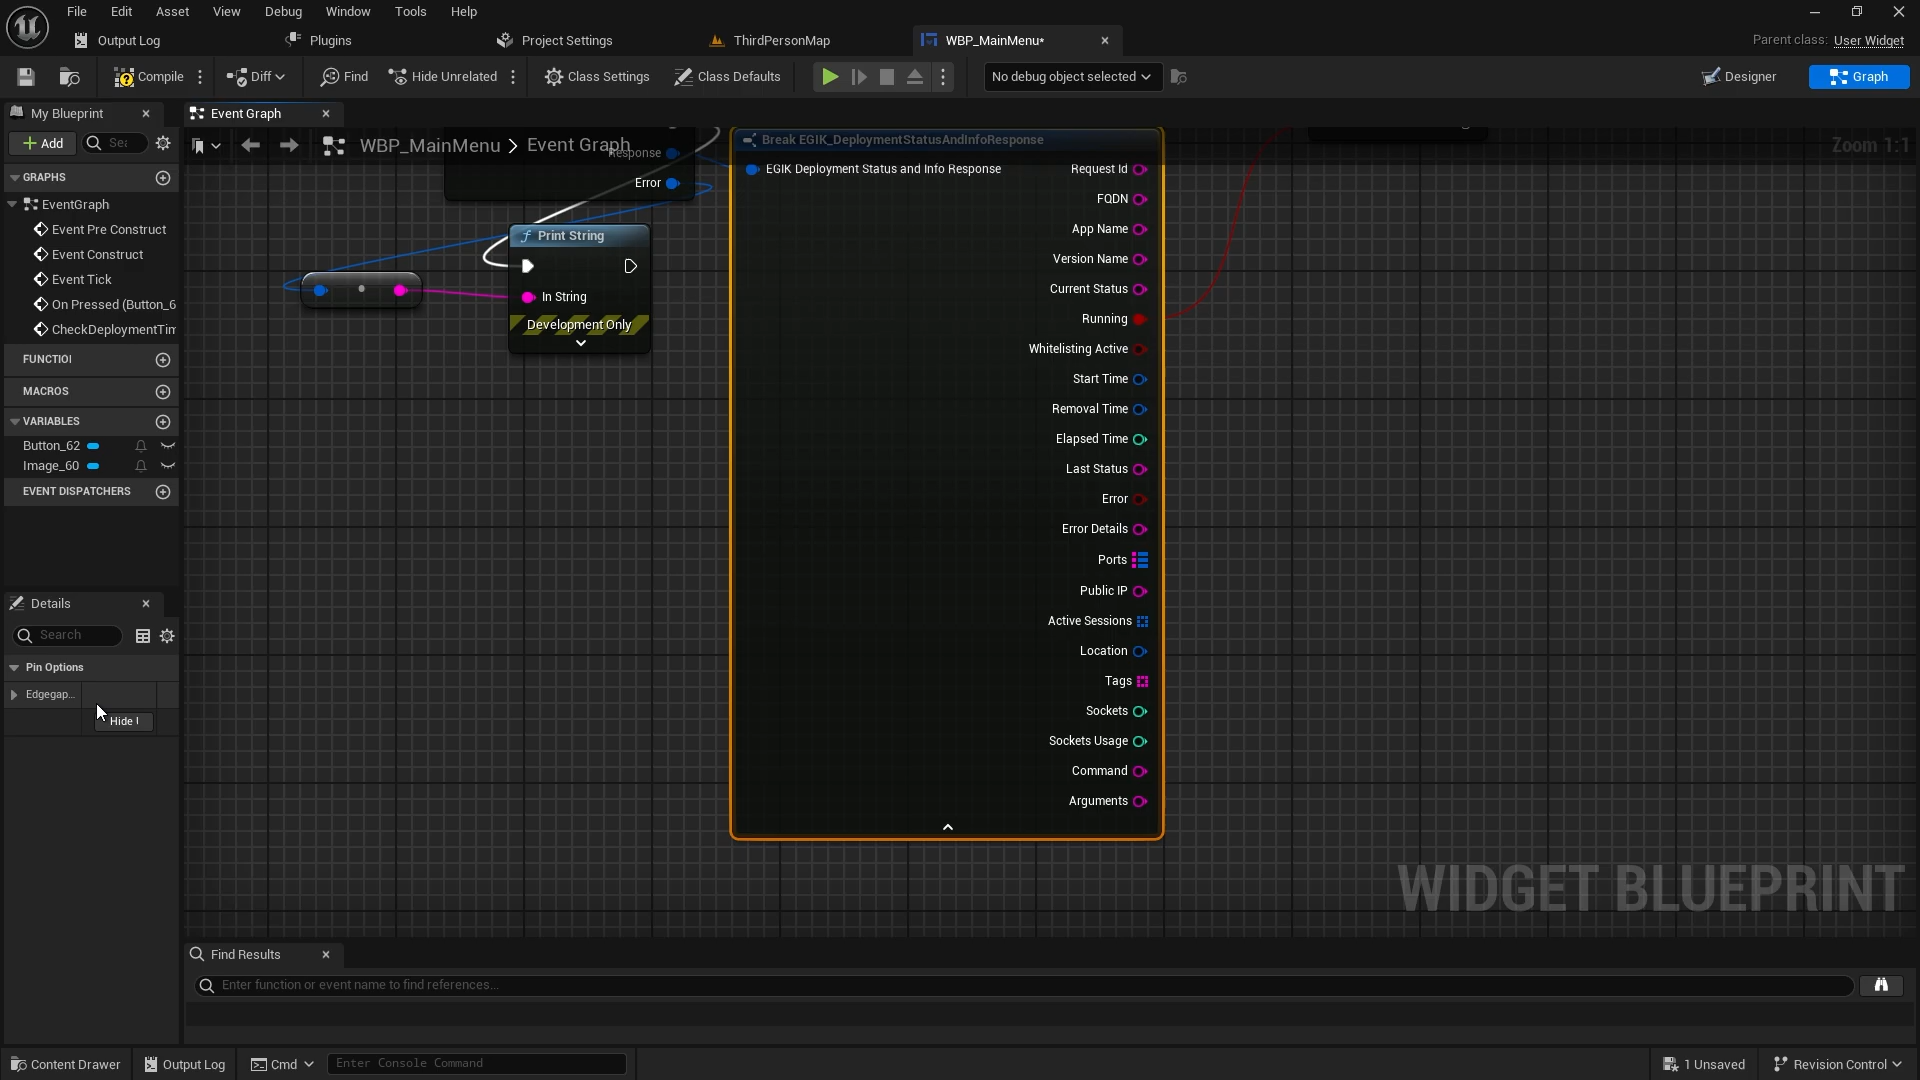 File Edit Asset View Debug Window Tools Help
Output Log Plugins Project Settings ThirdPersonMap WBP_MainMenu* Parent class: User Widget
Compile Diff Find Hide Unrelated Class Settings Class Defaults No debug object selected Designer Graph
My Blueprint Event Graph
Add Sea
WBP_MainMenu > Event Graph Zoom 1:1
GRAPHS
EventGraph
Event Pre Construct
Event Construct
Event Tick
On Pressed (Button_6
CheckDeploymentTim
FUNCTIOI
MACROS
VARIABLES
Button_62
Image_60
EVENT DISPATCHERS
Details
Search
Pin Options
Edgegap...
Hide
Response
Error
Print String
In String
Development Only
Break EGIK_DeploymentStatusAndInfoResponse
EGIK Deployment Status and Info Response Request Id
FQDN
App Name
Version Name
Current Status
Running
Whitelisting Active
Start Time
Removal Time
Elapsed Time
Last Status
Error
Error Details
Ports
Public IP
Active Sessions
Location
Tags
Sockets
Sockets Usage
Command
Arguments
WIDGET BLUEPRINT
Find Results
Enter function or event name to find references...
Content Drawer Output Log Cmd Enter Console Command 1 Unsaved Revision Control